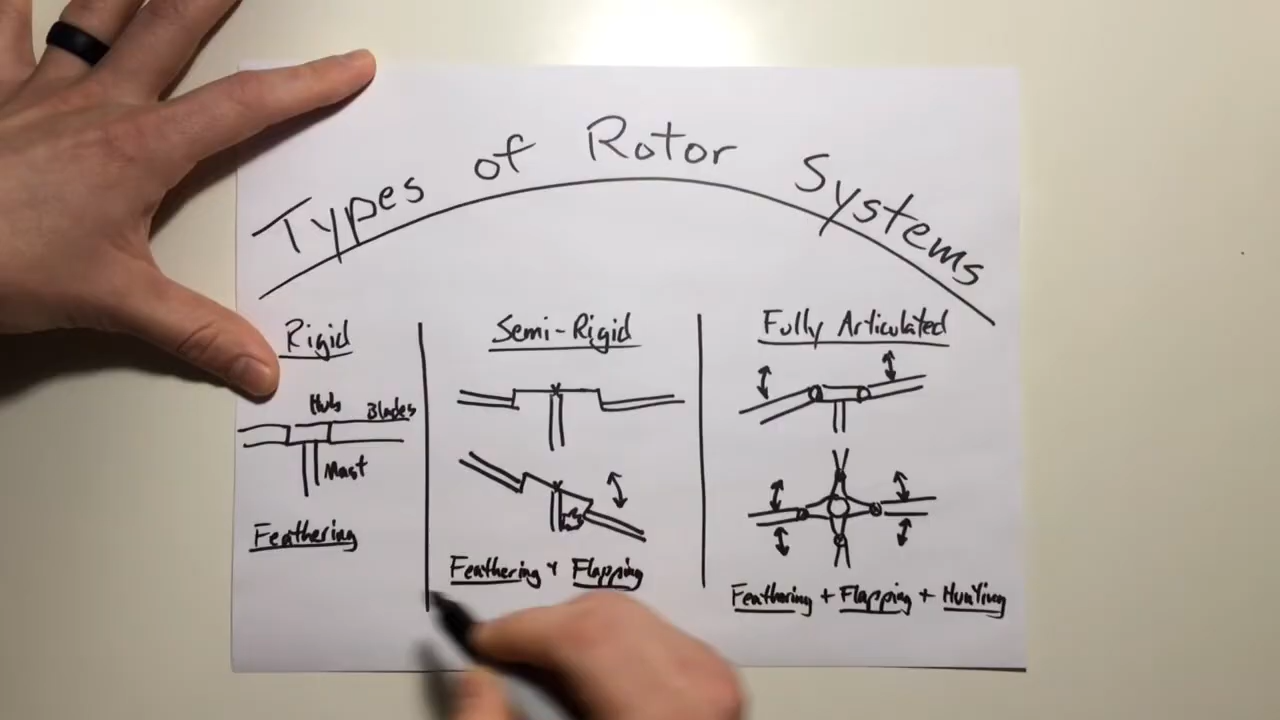 Types of Rotor Systems
Rigid
Hub
Blades
Mast
Feathering
Semi-Rigid
Feathering + Flapping
Fully Articulated
Feathering + Flapping + Hunting